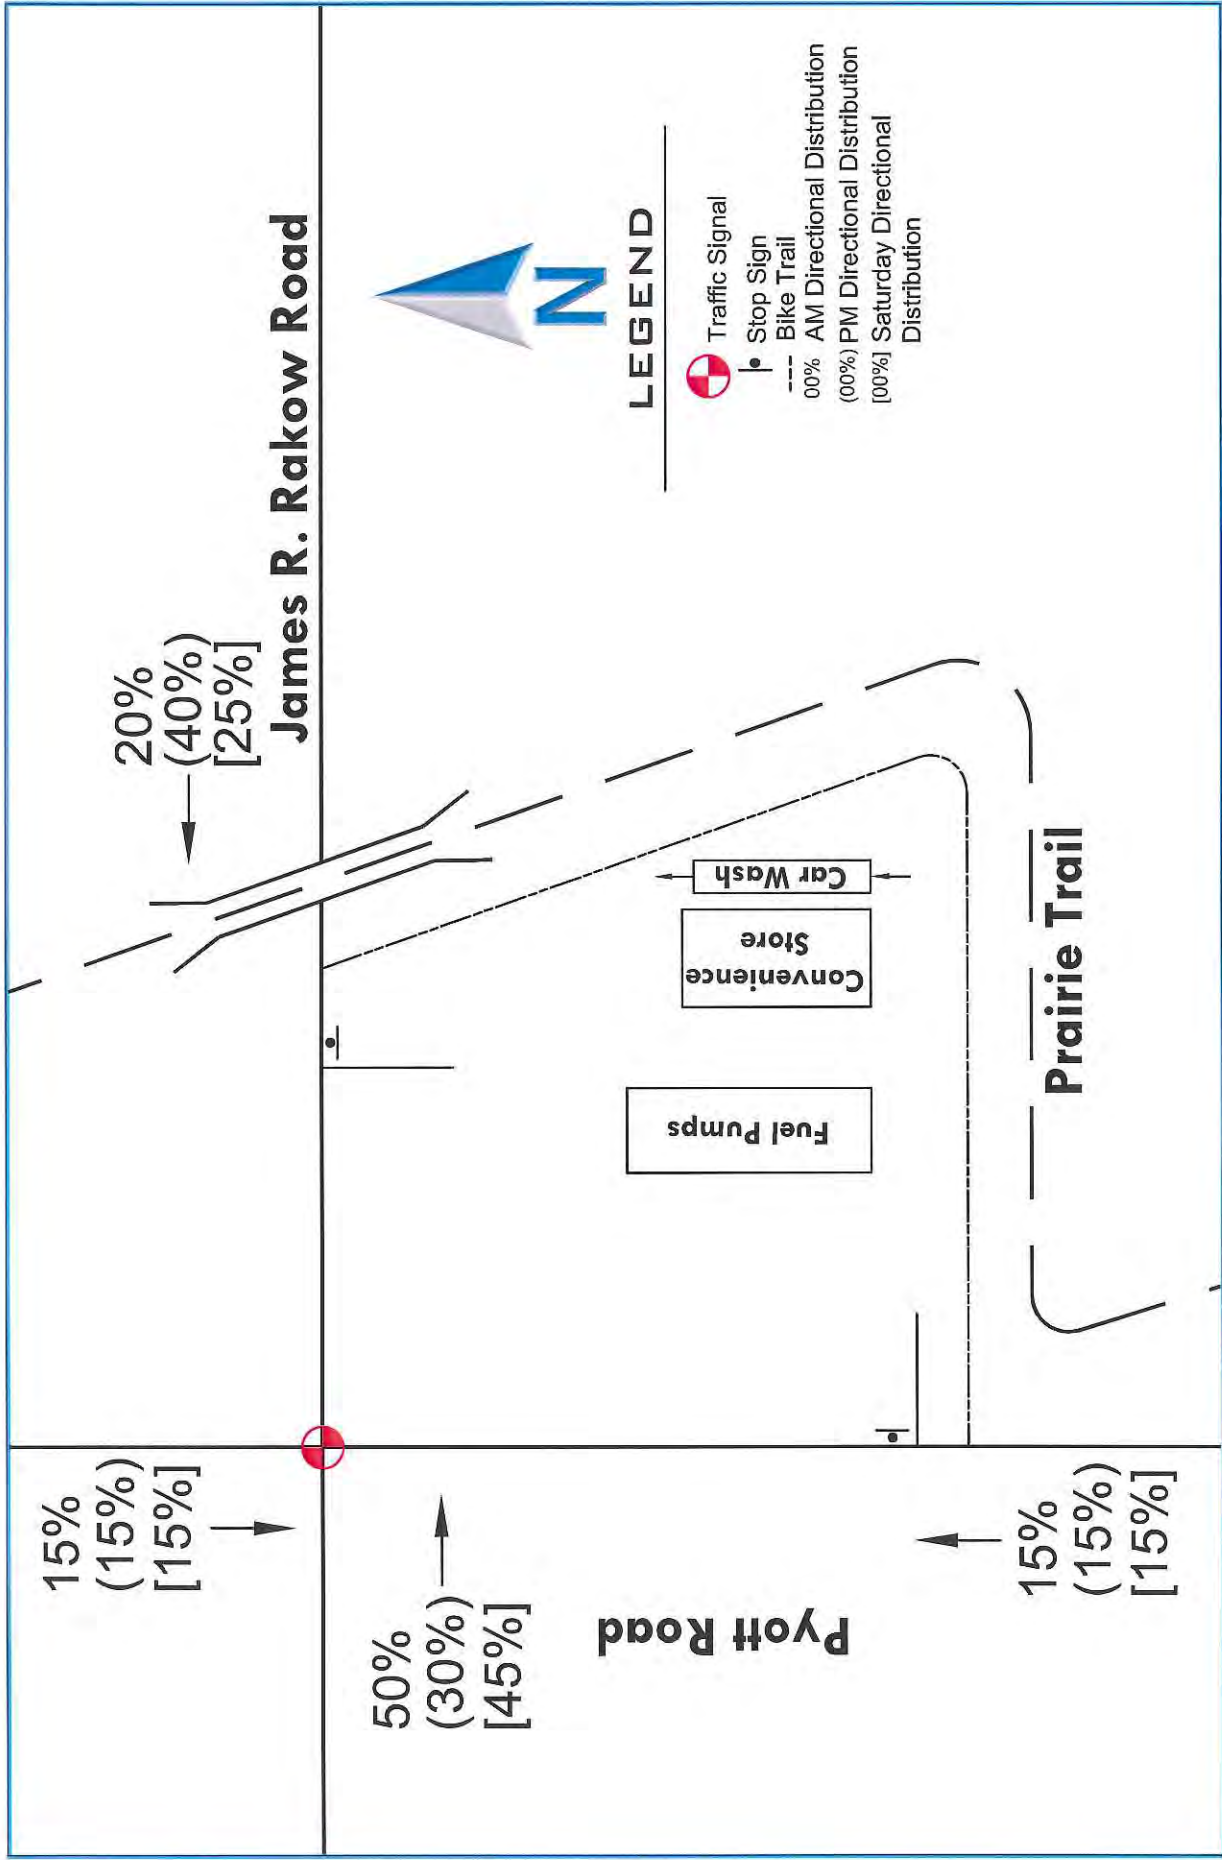 15%
(15%)
[15%]
20%
(40%)
[25%]
James R. Rakow Road
50%
(30%)
[45%]
Pyott Road
15%
(15%)
[15%]
Fuel Pumps
Convenience
Store
Car Wash
Prairie Trail
N
LEGEND
Traffic Signal
Stop Sign
--- Bike Trail
00% AM Directional Distribution
(00%) PM Directional Distribution
[00%] Saturday Directional
Distribution